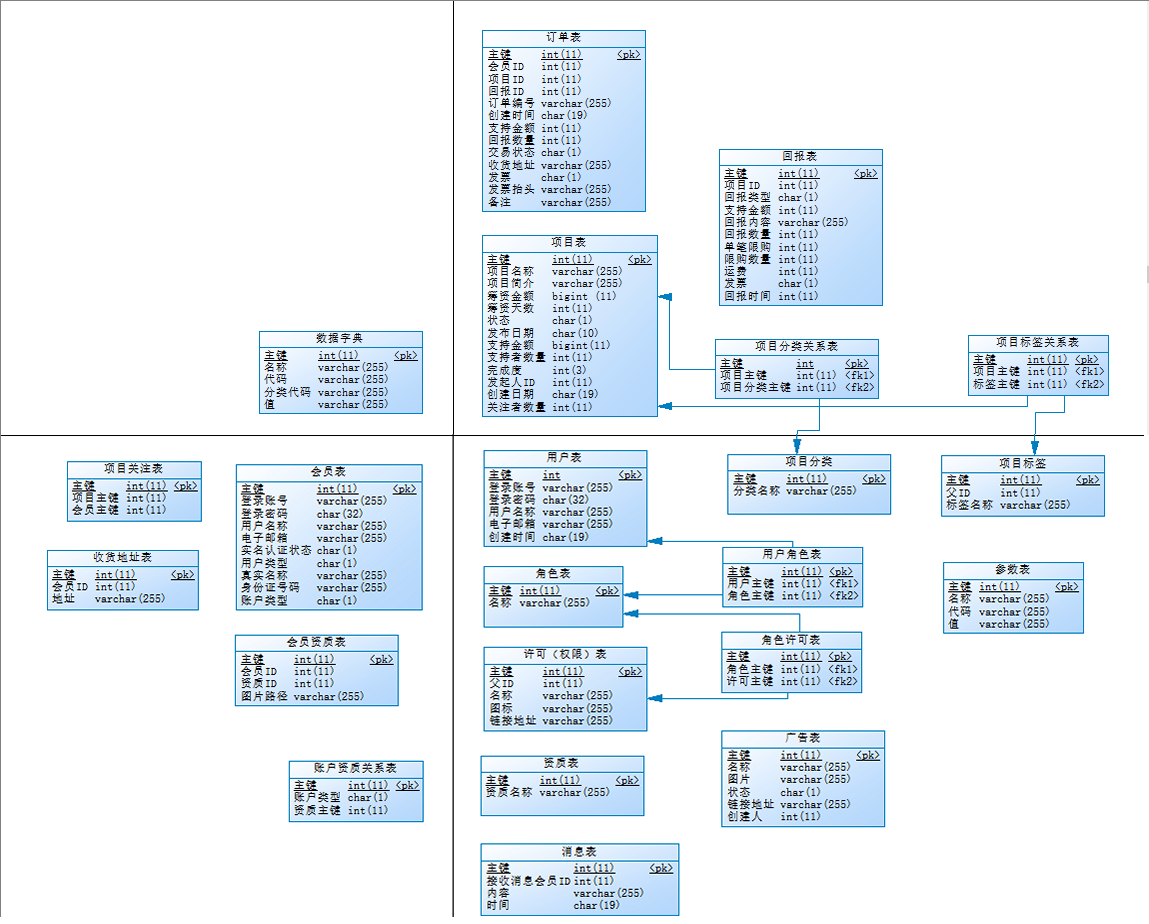 订单表
主键 int(11) <pk>
会员ID int(11)
项目ID int(11)
回报ID int(11)
订单编号 varchar(255)
创建时间 char(19)
支持金额 int(11)
回报数量 int(11)
交易状态 char(1)
收货地址 varchar(255)
发票 char(1)
发票抬头 varchar(255)
备注 varchar(255)
回报表
主键 int(11) <pk>
项目ID int(11)
回报类型 char(1)
支持金额 int(11)
回报内容 varchar(255)
回报数量 int(11)
单笔限购 int(11)
限购数量 int(11)
运费 int(11)
发票 char(1)
回报时间 int(11)
项目表
主键 int(11) <pk>
项目名称 varchar(255)
项目简介 varchar(255)
筹资金额 bigint (11)
筹资天数 int(11)
状态 char(1)
发布日期 char(10)
支持金额 bigint(11)
支持者数量 int(11)
完成度 int(3)
发起人ID int(11)
创建日期 char(19)
关注者数量 int(11)
数据字典
主键 int(11) <pk>
名称 varchar(255)
代码 varchar(255)
分类代码 varchar(255)
值 varchar(255)
项目分类关系表
主键 int <pk>
项目主键 int(11) <fk1>
项目分类主键 int(11) <fk2>
项目标签关系表
主键 int(11) <pk>
项目主键 int(11) <fk1>
标签主键 int(11) <fk2>
项目关注表
主键 int(11) <pk>
项目主键 int(11)
会员主键 int(11)
会员表
主键 int(11) <pk>
登录账号 varchar(255)
登录密码 char(32)
用户名称 varchar(255)
电子邮箱 varchar(255)
实名认证状态 char(1)
用户类型 char(1)
真实名称 varchar(255)
身份证号码 varchar(255)
账户类型 char(1)
用户表
主键 int <pk>
登录账号 varchar(255)
登录密码 char(32)
用户名称 varchar(255)
电子邮箱 varchar(255)
创建时间 char(19)
项目分类
主键 int(11) <pk>
分类名称 varchar(255)
项目标签
主键 int(11) <pk>
父ID int(11)
标签名称 varchar(255)
收货地址表
主键 int(11) <pk>
会员ID int(11)
地址 varchar(255)
用户角色表
主键 int(11) <pk>
用户主键 int(11) <fk1>
角色主键 int(11) <fk2>
角色表
主键 int(11) <pk>
名称 varchar(255)
参数表
主键 int(11) <pk>
名称 varchar(255)
代码 varchar(255)
值 varchar(255)
会员资质表
主键 int(11) <pk>
会员ID int(11)
资质ID int(11)
图片路径 varchar(255)
角色许可表
主键 int(11) <pk>
角色主键 int(11) <fk1>
许可主键 int(11) <fk2>
许可（权限）表
主键 int(11) <pk>
父ID int(11)
名称 varchar(255)
图标 varchar(255)
链接地址 varchar(255)
账户资质关系表
主键 int(11) <pk>
账户类型 char(1)
资质主键 int(11)
资质表
主键 int(11) <pk>
资质名称 varchar(255)
广告表
主键 int(11) <pk>
名称 varchar(255)
图片 varchar(255)
状态 char(1)
链接地址 varchar(255)
创建人 int(11)
消息表
主键 int(11) <pk>
接收消息会员ID int(11)
内容 varchar(255)
时间 char(19)